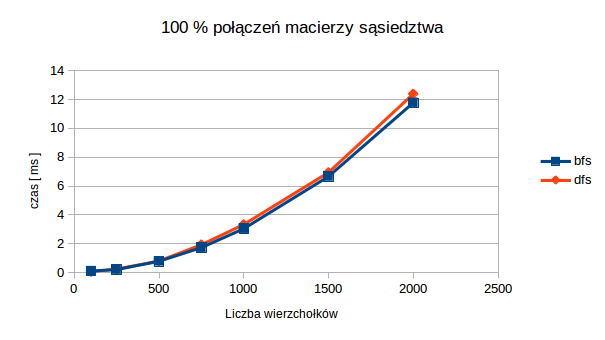 100 % połączeń macierzy sąsiedztwa
14
12
10
8
6
4
2
0
czas [ ms ]
0 500 1000 1500 2000 2500
Liczba wierzchołków
bfs
dfs